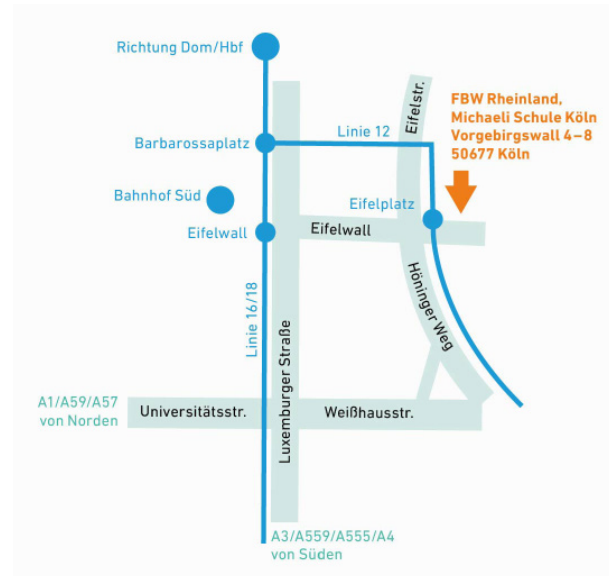 Richtung Dom/Hbf
Eifelstr.
FBW Rheinland,
Michaeli Schule Köln
Vorgebirgswall 4–8
50677 Köln
Linie 12
Barbarossaplatz
Bahnhof Süd
Eifelplatz
Eifelwall
Eifelwall
Linie 16/18
Höninger Weg
Luxemburger Straße
A1/A59/A57
von Norden
Universitätsstr.
Weißhausstr.
A3/A559/A555/A4
von Süden